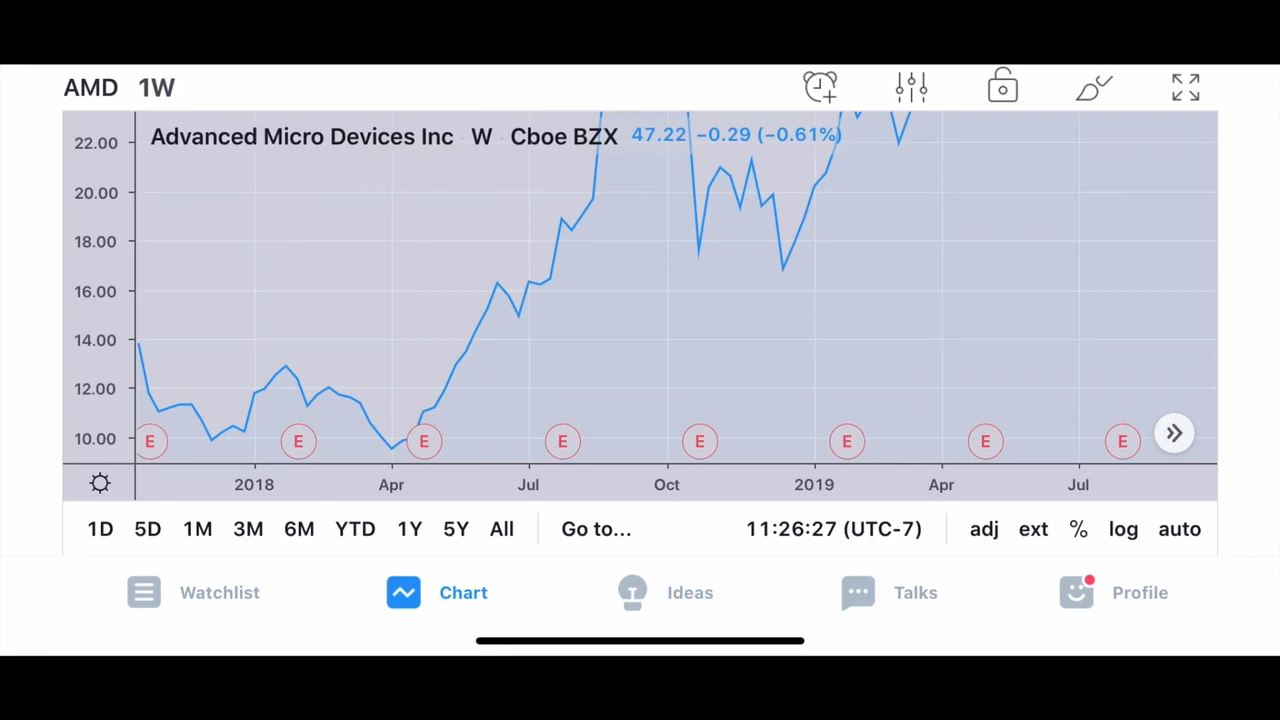 AMD 1W
Advanced Micro Devices Inc · W · Cboe BZX 47.22 −0.29 (−0.61%)
22.00
20.00
18.00
16.00
14.00
12.00
10.00
E E E E E E E E
2018 Apr Jul Oct 2019 Apr Jul
1D 5D 1M 3M 6M YTD 1Y 5Y All Go to... 11:26:27 (UTC-7) adj ext % log auto
Watchlist Chart Ideas Talks Profile